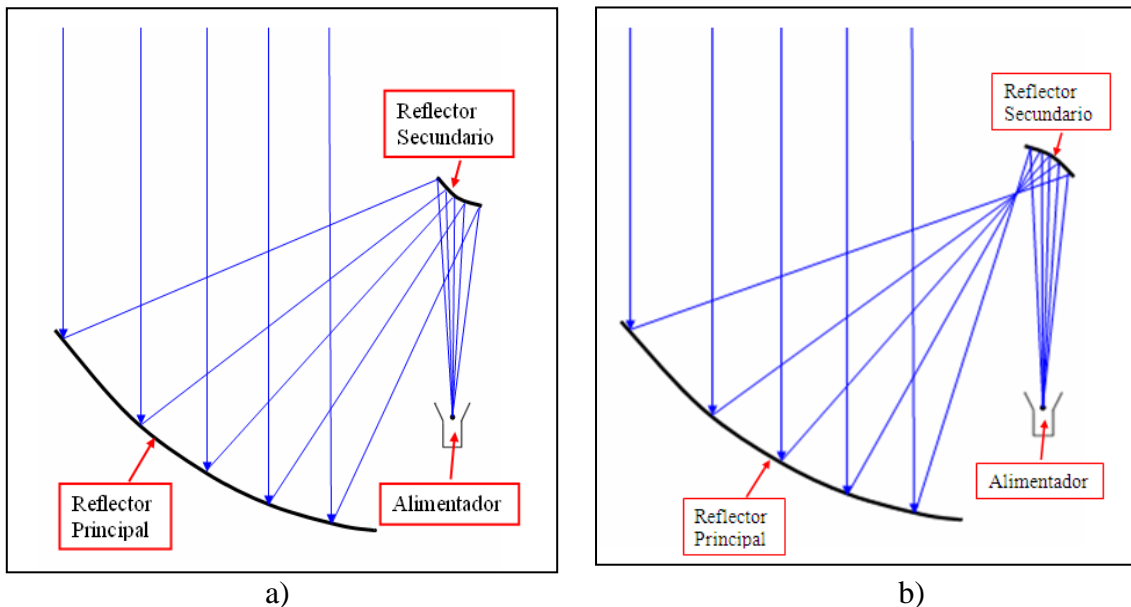 Reflector
Secundario
Reflector
Principal
Alimentador
a)
Reflector
Secundario
Reflector
Principal
Alimentador
b)